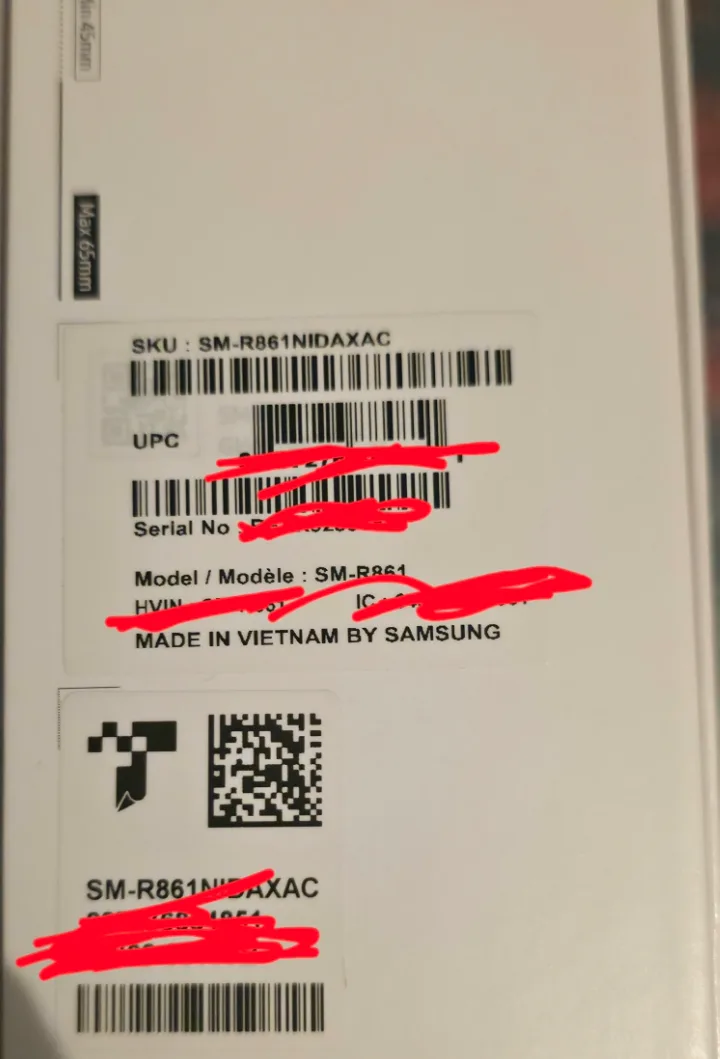 45mm
Max 65mm
SKU : SM-R861NIDAXAC
UPC
Serial No
Model / Modèle : SM-R861
HVIN
IC :
MADE IN VIETNAM BY SAMSUNG
SM-R861NIDAXAC